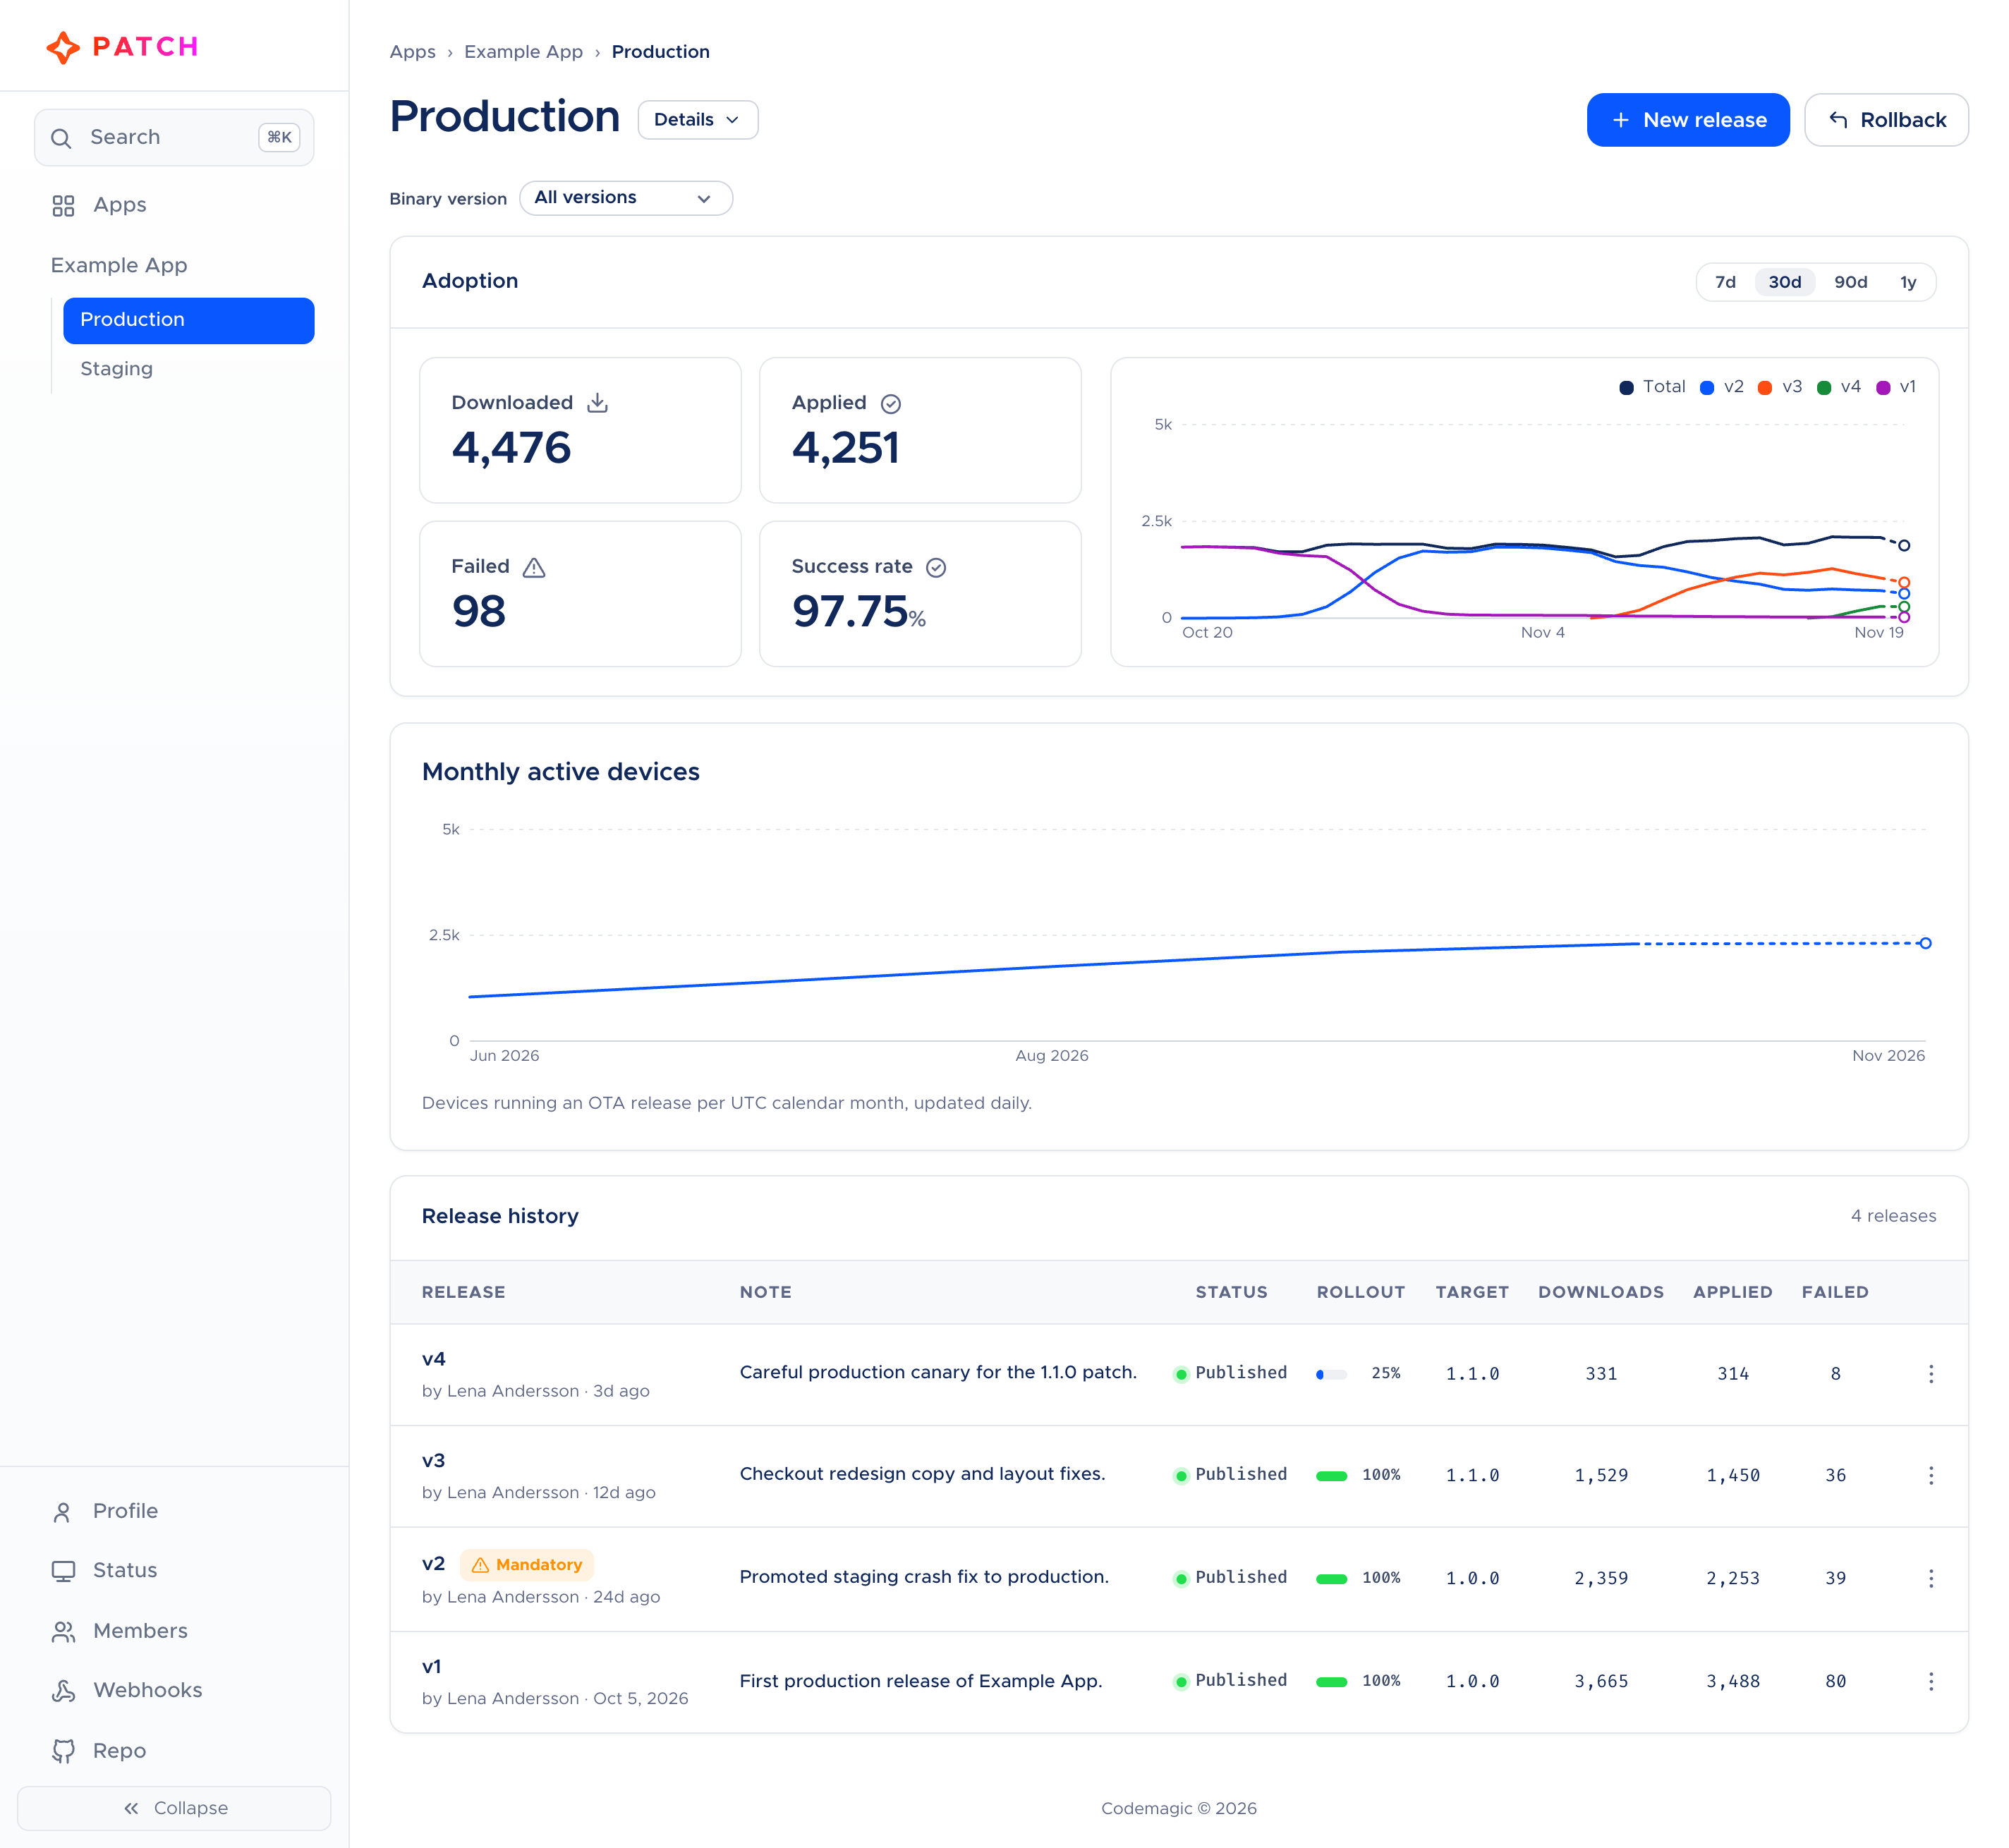 PATCH
Search
⌘K
Apps
Example App
Production
Staging
Profile
Status
Members
Webhooks
Repo
Collapse
Apps › Example App › Production
Production
Details
New release
Rollback
Binary version
All versions
Adoption
7d 30d 90d 1y
Downloaded
4,476
Applied
4,251
Failed
98
Success rate
97.75%
Total v2 v3 v4 v1
5k
2.5k
0
Oct 20 Nov 4 Nov 19
Monthly active devices
5k
2.5k
0
Jun 2026 Aug 2026 Nov 2026
Devices running an OTA release per UTC calendar month, updated daily.
Release history
4 releases
RELEASE NOTE STATUS ROLLOUT TARGET DOWNLOADS APPLIED FAILED
v4
by Lena Andersson · 3d ago
Careful production canary for the 1.1.0 patch. Published 25% 1.1.0 331 314 8
v3
by Lena Andersson · 12d ago
Checkout redesign copy and layout fixes. Published 100% 1.1.0 1,529 1,450 36
v2 Mandatory
by Lena Andersson · 24d ago
Promoted staging crash fix to production. Published 100% 1.0.0 2,359 2,253 39
v1
by Lena Andersson · Oct 5, 2026
First production release of Example App. Published 100% 1.0.0 3,665 3,488 80
Codemagic © 2026